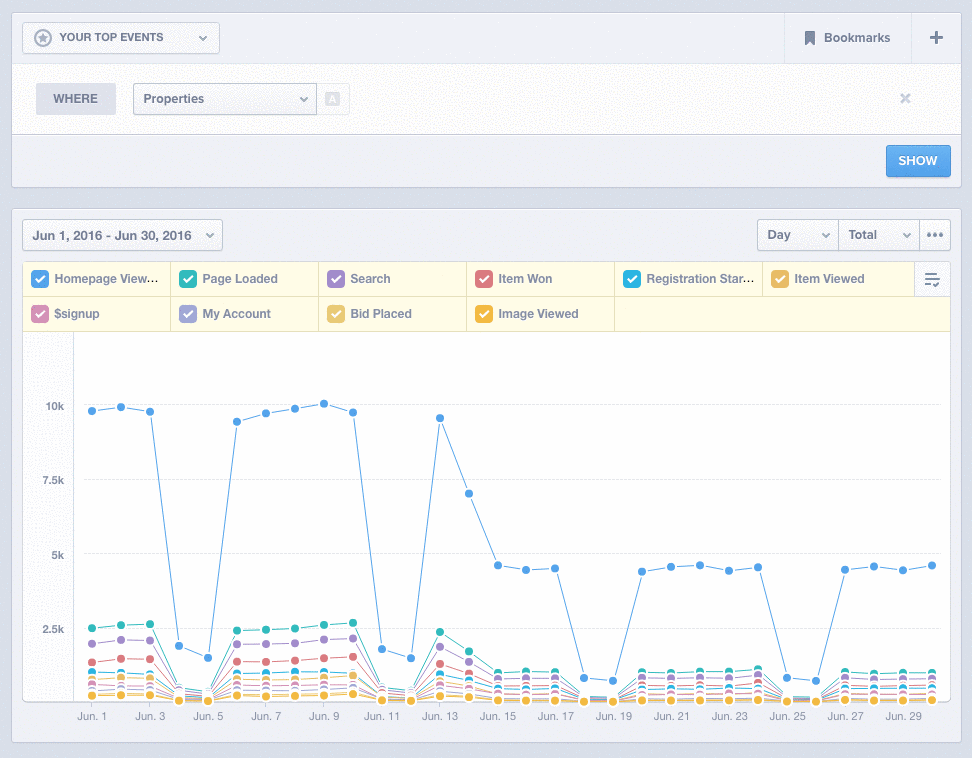 YOUR TOP EVENTS
Bookmarks
WHERE
Properties
A
SHOW
Jun 1, 2016 - Jun 30, 2016
Day
Total
Homepage View...
Page Loaded
Search
Item Won
Registration Star...
Item Viewed
$signup
My Account
Bid Placed
Image Viewed
10k
7.5k
5k
2.5k
Jun. 1 Jun. 3 Jun. 5 Jun. 7 Jun. 9 Jun. 11 Jun. 13 Jun. 15 Jun. 17 Jun. 19 Jun. 21 Jun. 23 Jun. 25 Jun. 27 Jun. 29